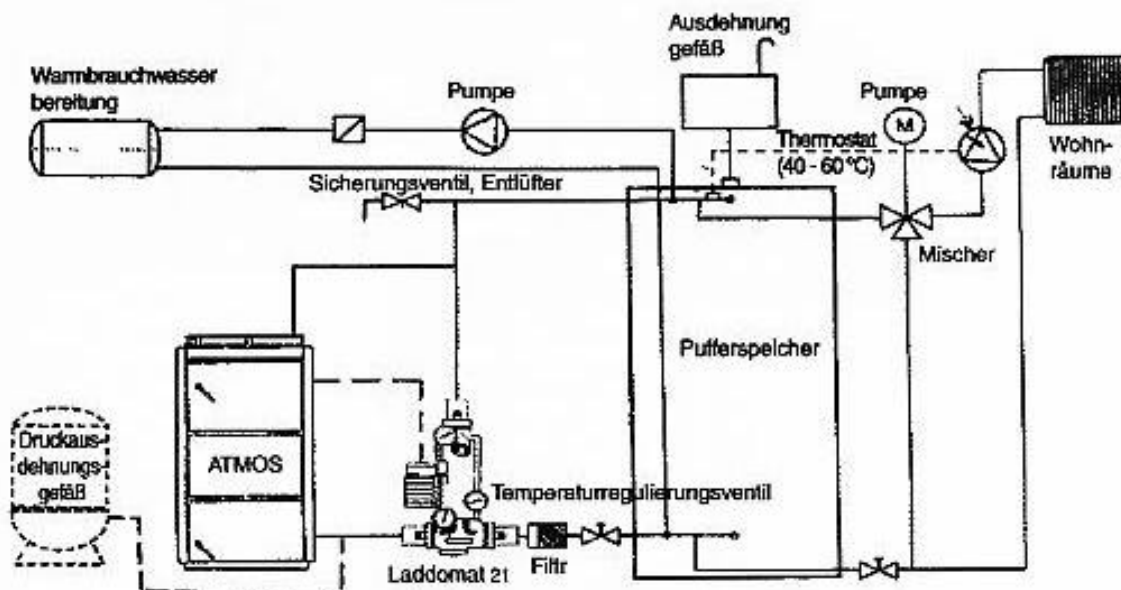 Ausdehnung
gefäß
Warmbrauchwasser
bereitung
Pumpe
Pumpe
M
Thermostat
(40 - 60 °C)
Wohn-
räume
Sicherungsventil, Entlüfter
Mischer
Pufferspeicher
Druckaus-
dehnungs-
gefäß
ATMOS
Temperaturregulierungsventil
Laddomat 21
Filtr